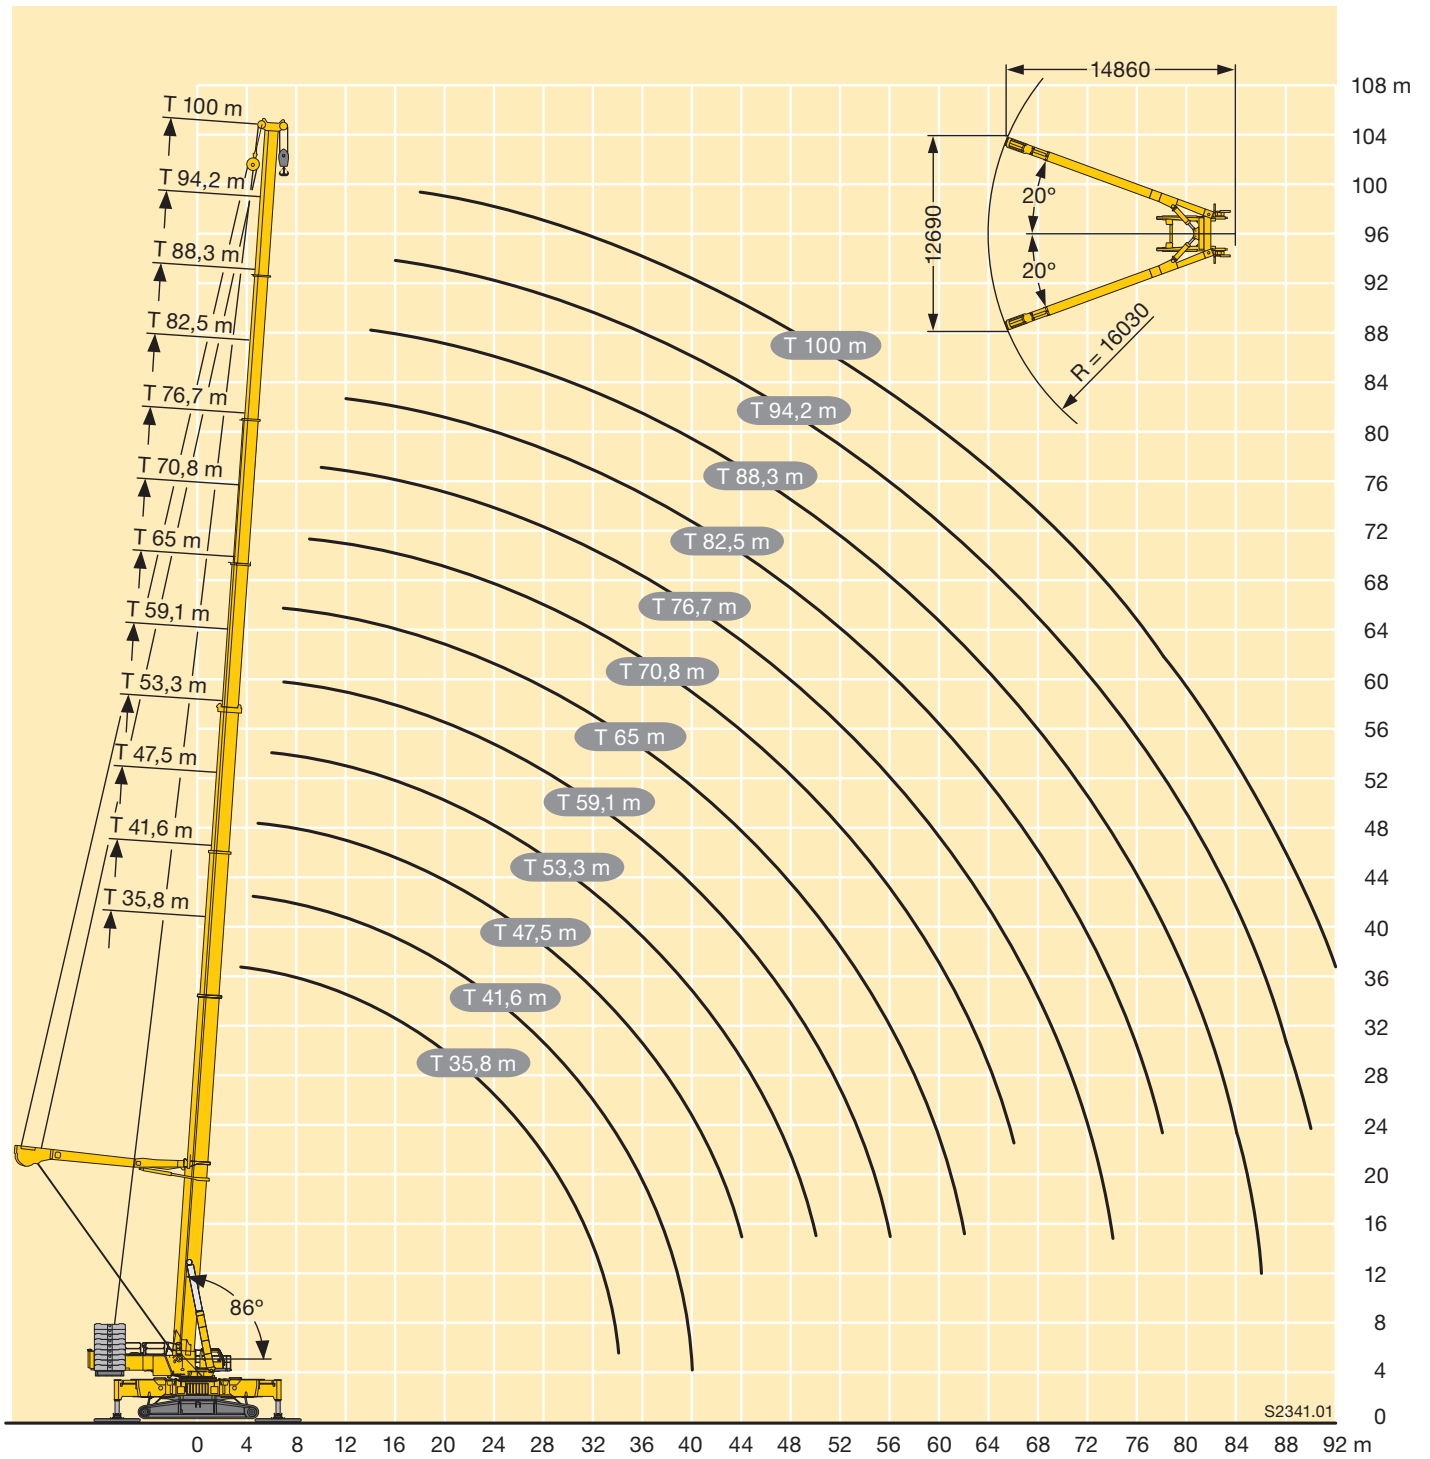 14860
108 m
T 100 m
104
T 94,2 m
100
20º
12690
96
T 88,3 m
20º
92
T 82,5 m
88
R = 16030
T 100 m
84
T 76,7 m
T 94,2 m
80
T 70,8 m
T 88,3 m
76
T 65 m
T 82,5 m
72
68
T 59,1 m
T 76,7 m
64
T 53,3 m
T 70,8 m
60
T 47,5 m
T 65 m
56
52
T 41,6 m
T 59,1 m
48
T 35,8 m
T 53,3 m
44
T 47,5 m
40
T 41,6 m
36
32
T 35,8 m
28
24
20
16
12
86º
8
4
S2341.01
0
0 4 8 12 16 20 24 28 32 36 40 44 48 52 56 60 64 68 72 76 80 84 88 92 m